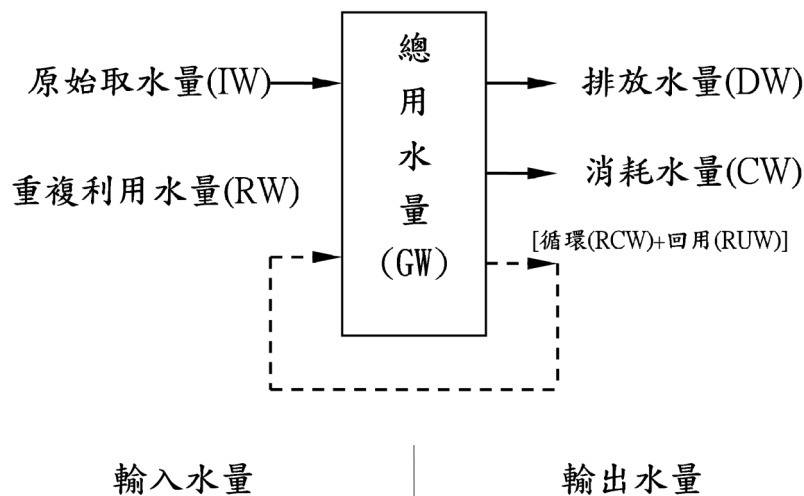 原始取水量(IW)
重複利用水量(RW)
總
用
水
量
(GW)
排放水量(DW)
消耗水量(CW)
[循環(RCW)+回用(RUW)]
輸入水量
輸出水量